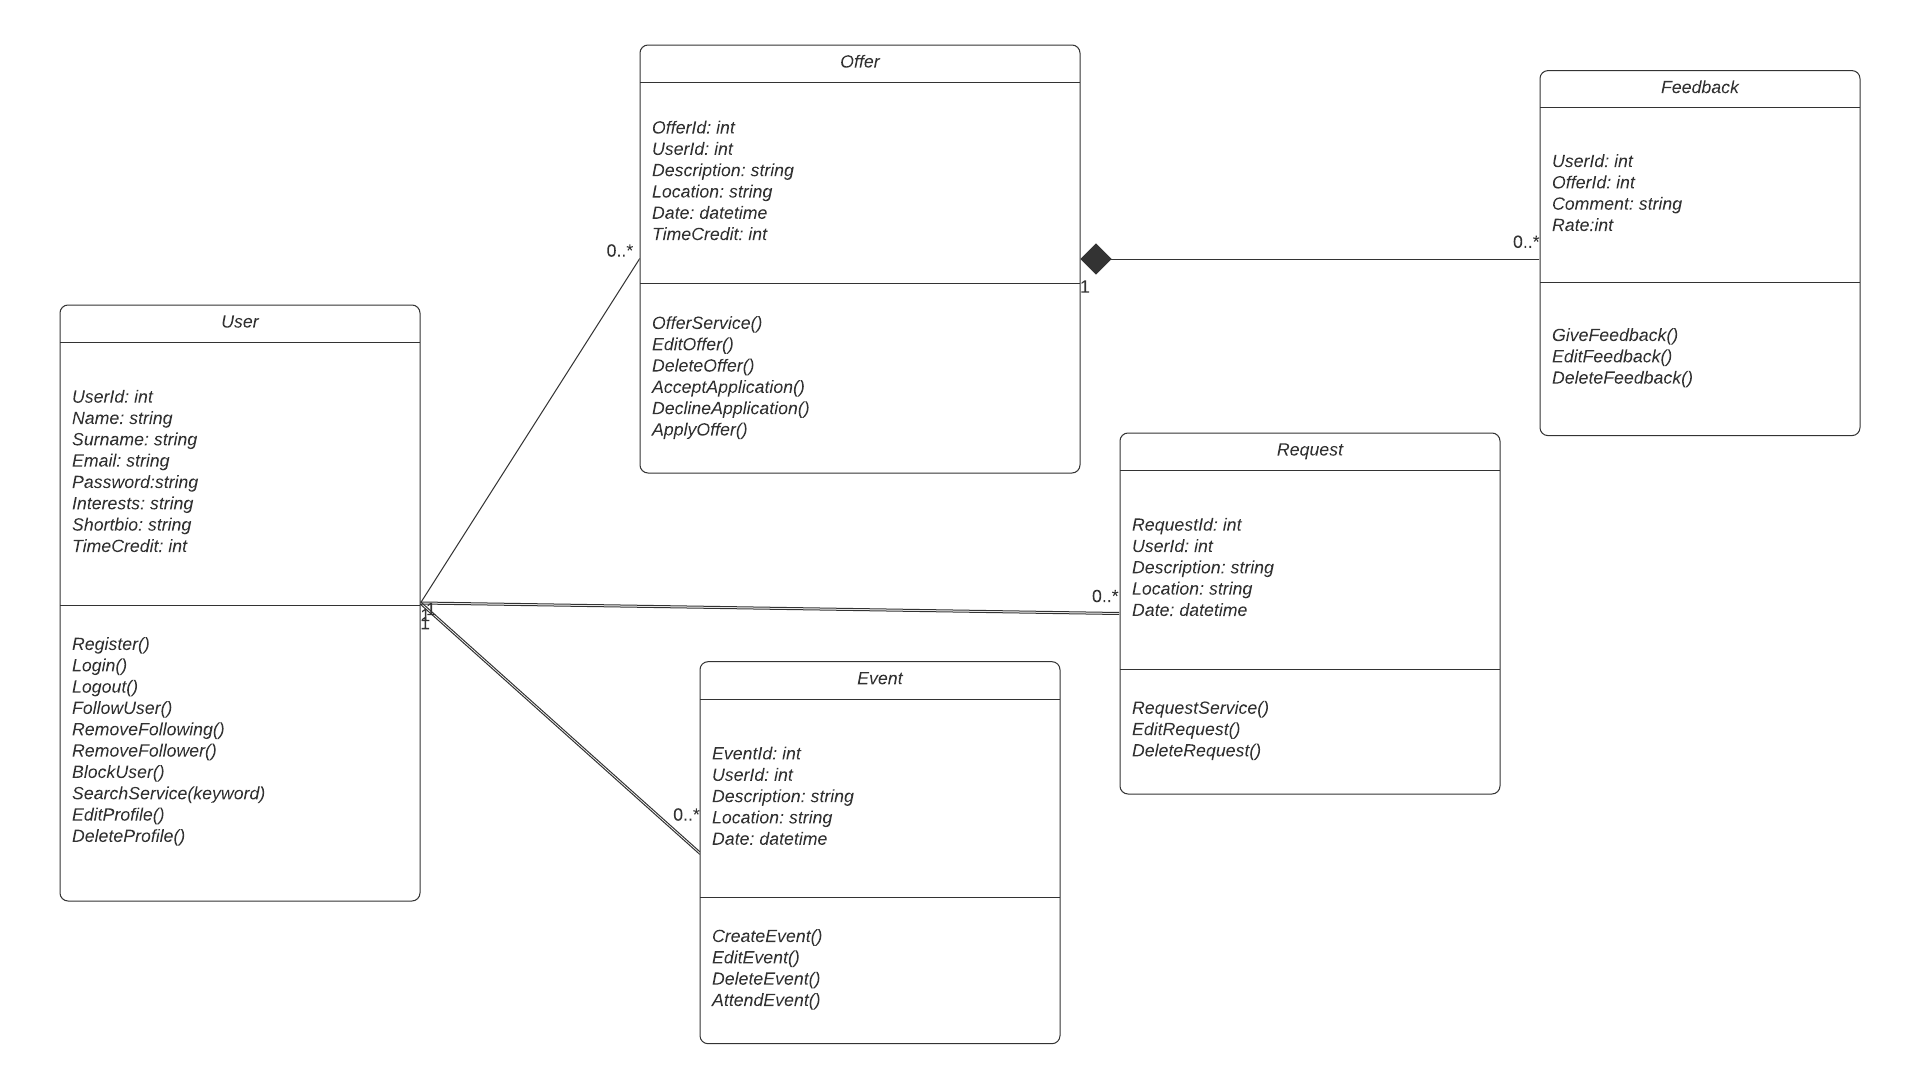 Offer
OfferId: int
UserId: int
Description: string
Location: string
Date: datetime
TimeCredit: int
OfferService()
EditOffer()
DeleteOffer()
AcceptApplication()
DeclineApplication()
ApplyOffer()
0..*
1
Feedback
UserId: int
OfferId: int
Comment: string
Rate:int
GiveFeedback()
EditFeedback()
DeleteFeedback()
0..*
User
UserId: int
Name: string
Surname: string
Email: string
Password:string
Interests: string
Shortbio: string
TimeCredit: int
Register()
Login()
Logout()
FollowUser()
RemoveFollowing()
RemoveFollower()
BlockUser()
SearchService(keyword)
EditProfile()
DeleteProfile()
1
1
1
Request
RequestId: int
UserId: int
Description: string
Location: string
Date: datetime
RequestService()
EditRequest()
DeleteRequest()
0..*
Event
EventId: int
UserId: int
Description: string
Location: string
Date: datetime
CreateEvent()
EditEvent()
DeleteEvent()
AttendEvent()
0..*